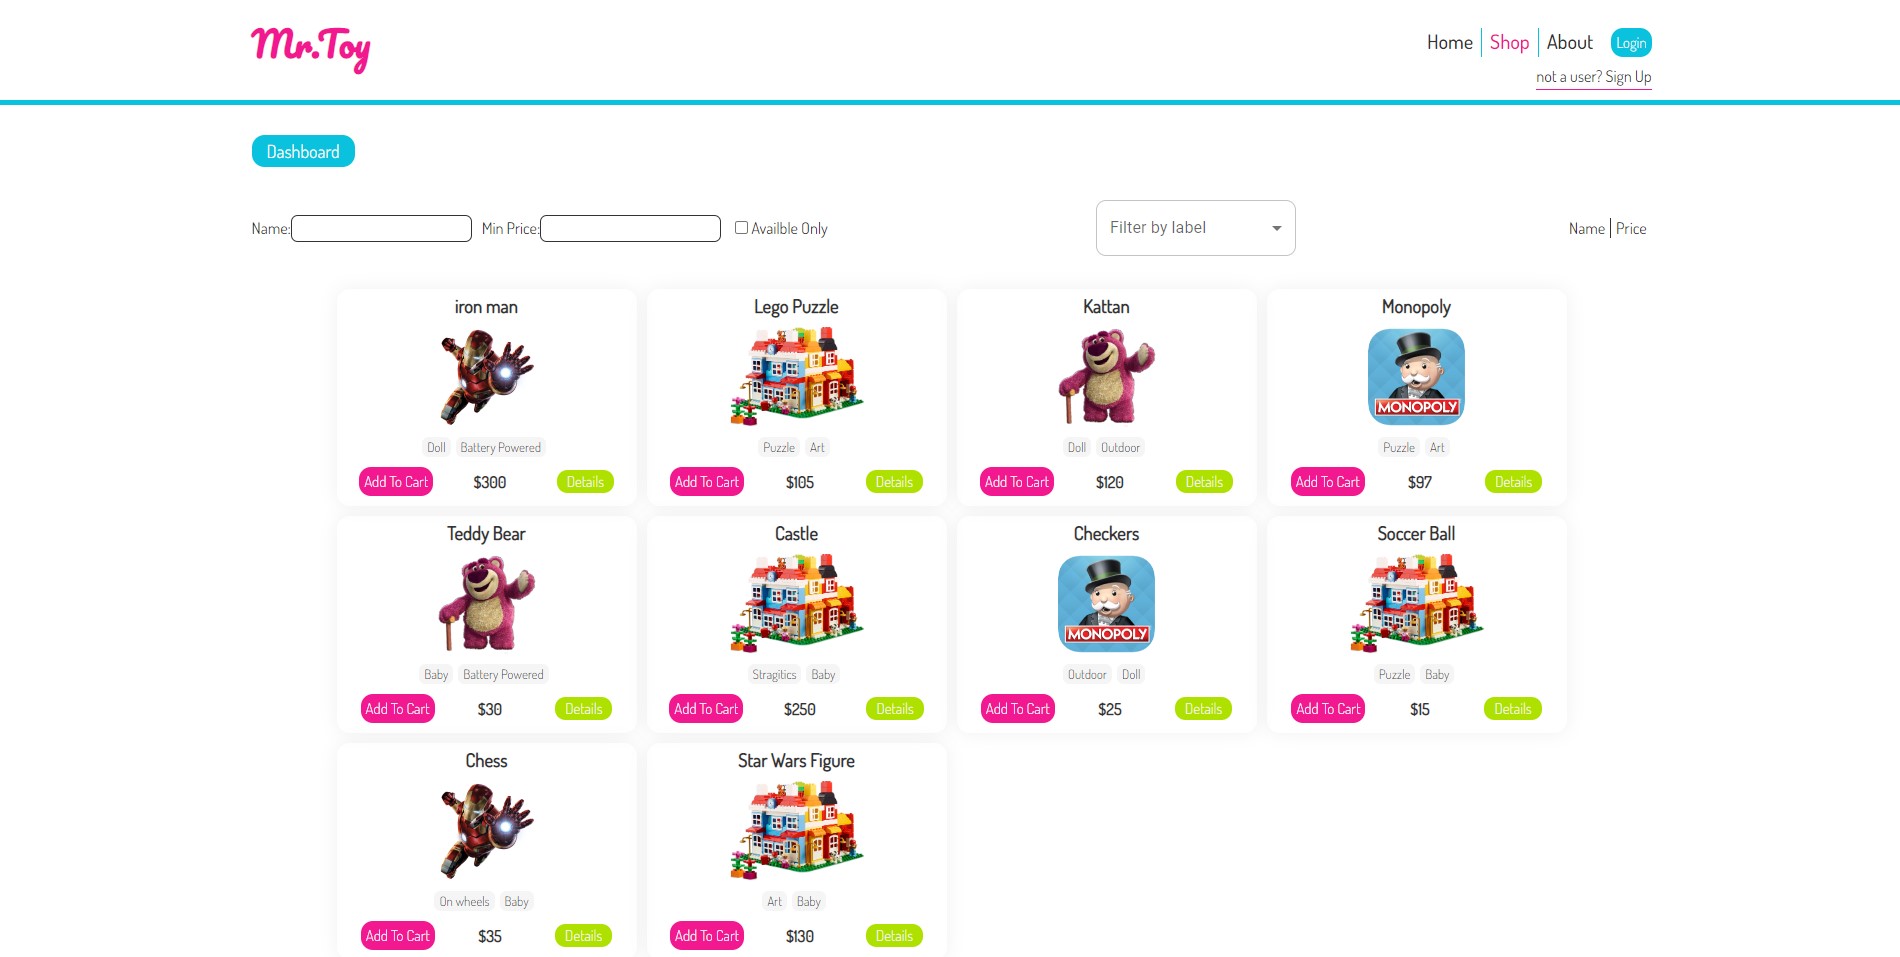 Mr.Toy
Home Shop About Login
not a user? Sign Up
Dashboard
Name: Min Price: Availble Only Filter by label Name Price
iron man
Doll Battery Powered
Add To Cart $300 Details
Lego Puzzle
Puzzle Art
Add To Cart $105 Details
Kattan
Doll Outdoor
Add To Cart $120 Details
Monopoly
MONOPOLY
Puzzle Art
Add To Cart $97 Details
Teddy Bear
Baby Battery Powered
Add To Cart $30 Details
Castle
Stragitics Baby
Add To Cart $250 Details
Checkers
MONOPOLY
Outdoor Doll
Add To Cart $25 Details
Soccer Ball
Puzzle Baby
Add To Cart $15 Details
Chess
On wheels Baby
Add To Cart $35 Details
Star Wars Figure
Art Baby
Add To Cart $130 Details